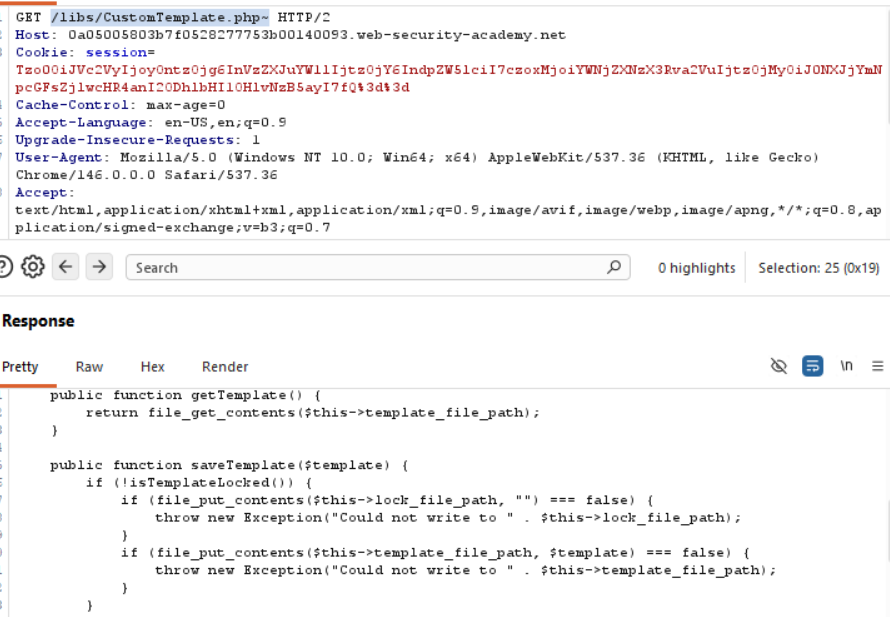 GET /libs/CustomTemplate.php~ HTTP/2
Host: 0a05005803b7f0528277753b00140093.web-security-academy.net
Cookie: session=
Cache-Control: max-age=0
Accept-Language: en-US,en;q=0.9
Upgrade-Insecure-Requests: 1
User-Agent: Mozilla/5.0 (Windows NT 10.0; Win64; x64) AppleWebKit/537.36 (KHTML, like Gecko)
Chrome/146.0.0.0 Safari/537.36
Accept:
text/html,application/xhtml+xml,application/xml;q=0.9,image/avif,image/webp,image/apng,*/*;q=0.8,ap
plication/signed-exchange;v=b3;q=0.7
Search
0 highlights
Selection: 25 (0x19)
Response
Pretty Raw Hex Render \n
public function getTemplate() {
return file_get_contents($this->template_file_path);
}
public function saveTemplate($template) {
if (!isTemplateLocked()) {
if (file_put_contents($this->lock_file_path, "") === false) {
throw new Exception("Could not write to " . $this->lock_file_path);
}
if (file_put_contents($this->template_file_path, $template) === false) {
throw new Exception("Could not write to " . $this->template_file_path);
}
}